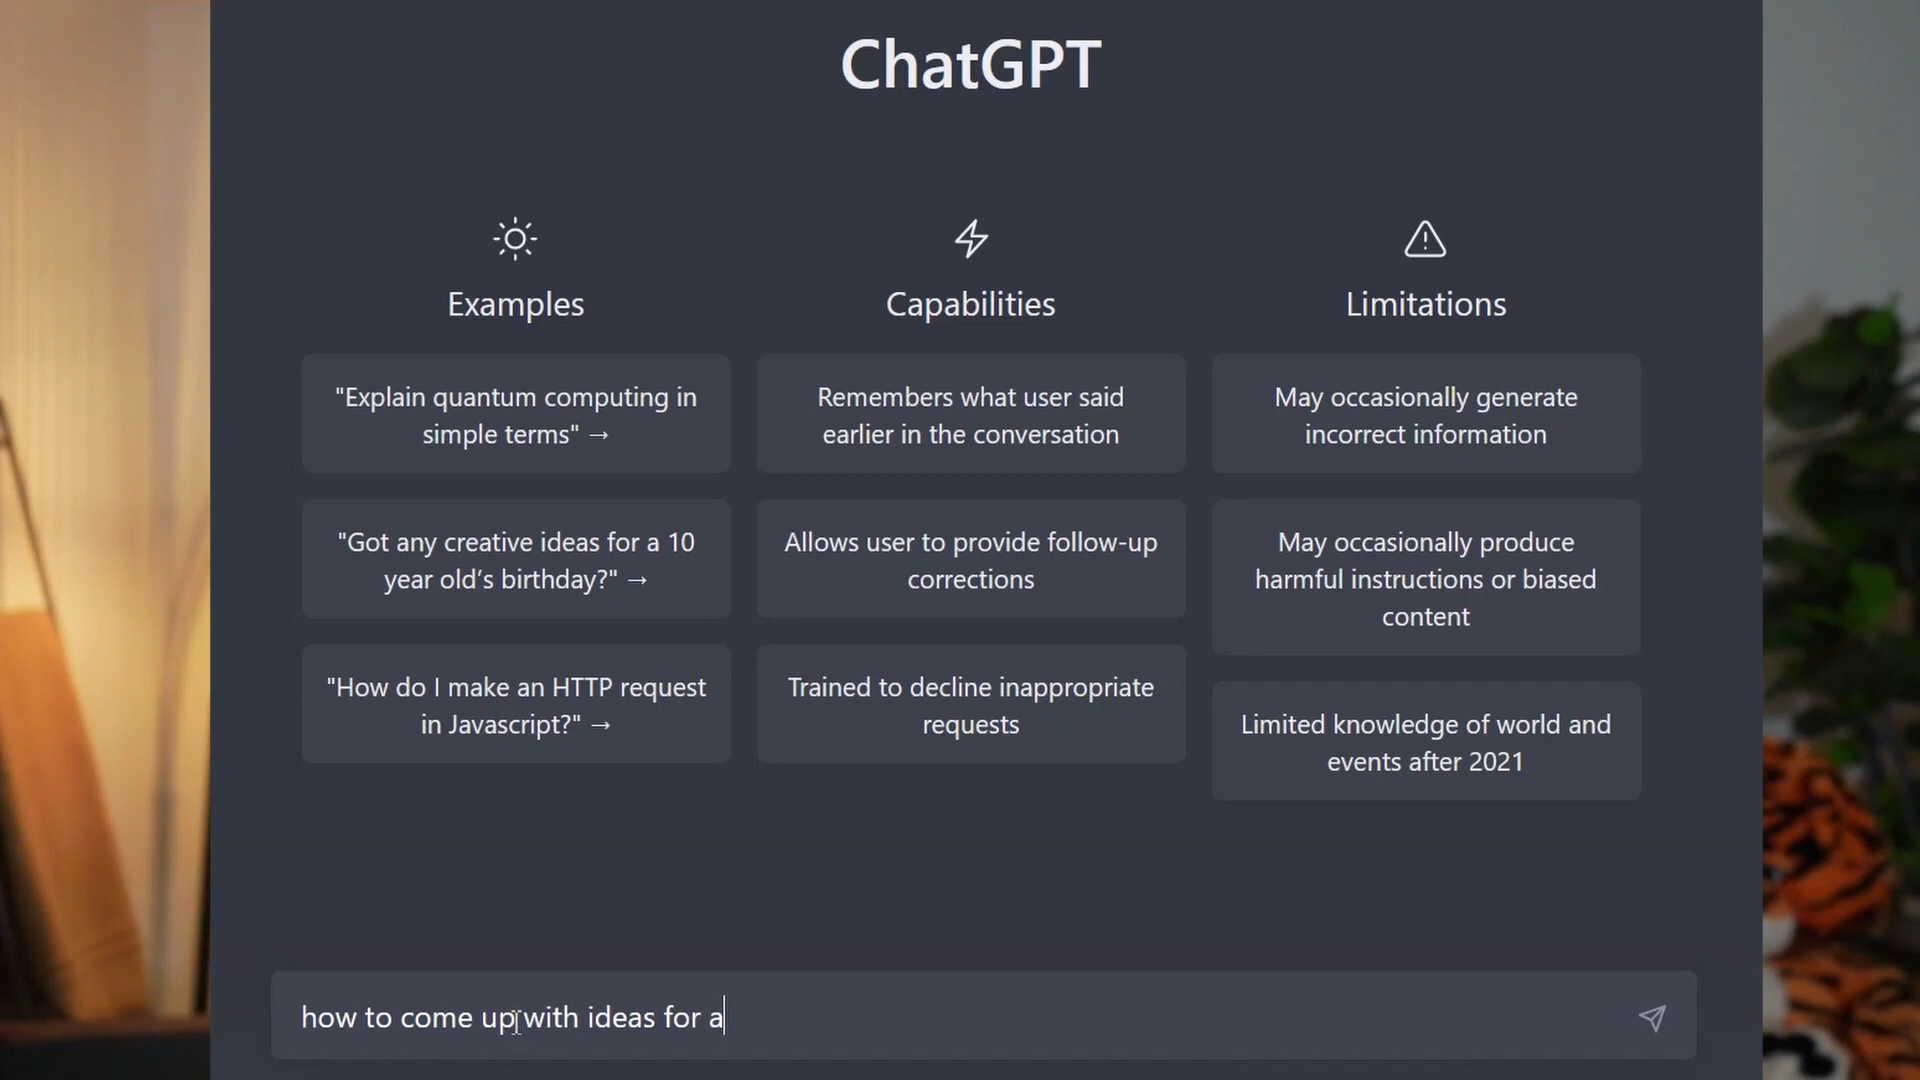 ChatGPT
Examples
"Explain quantum computing in
simple terms" →
"Got any creative ideas for a 10
year old’s birthday?" →
"How do I make an HTTP request
in Javascript?" →
Capabilities
Remembers what user said
earlier in the conversation
Allows user to provide follow-up
corrections
Trained to decline inappropriate
requests
Limitations
May occasionally generate
incorrect information
May occasionally produce
harmful instructions or biased
content
Limited knowledge of world and
events after 2021
how to come up with ideas for a